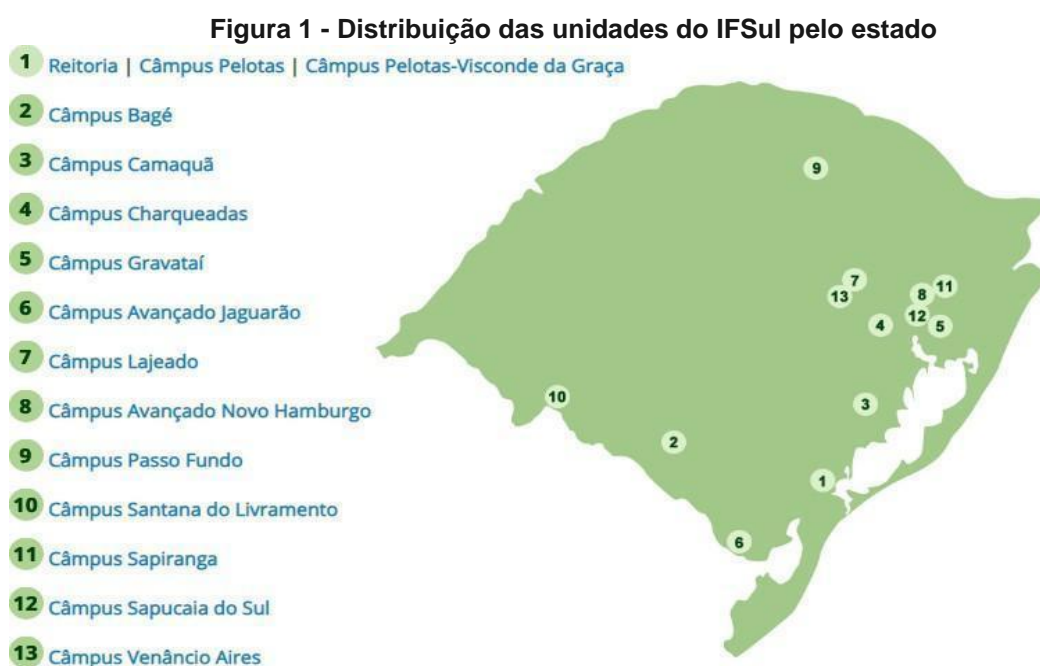 Figura 1 - Distribuição das unidades do IFSul pelo estado
1 Reitoria | Câmpus Pelotas | Câmpus Pelotas-Visconde da Graça
2 Câmpus Bagé
3 Câmpus Camaquã
4 Câmpus Charqueadas
5 Câmpus Gravataí
6 Câmpus Avançado Jaguarão
7 Câmpus Lajeado
8 Câmpus Avançado Novo Hamburgo
9 Câmpus Passo Fundo
10 Câmpus Santana do Livramento
11 Câmpus Sapiranga
12 Câmpus Sapucaia do Sul
13 Câmpus Venâncio Aires
9
7
11
8
13
12
4
5
10
3
2
1
6